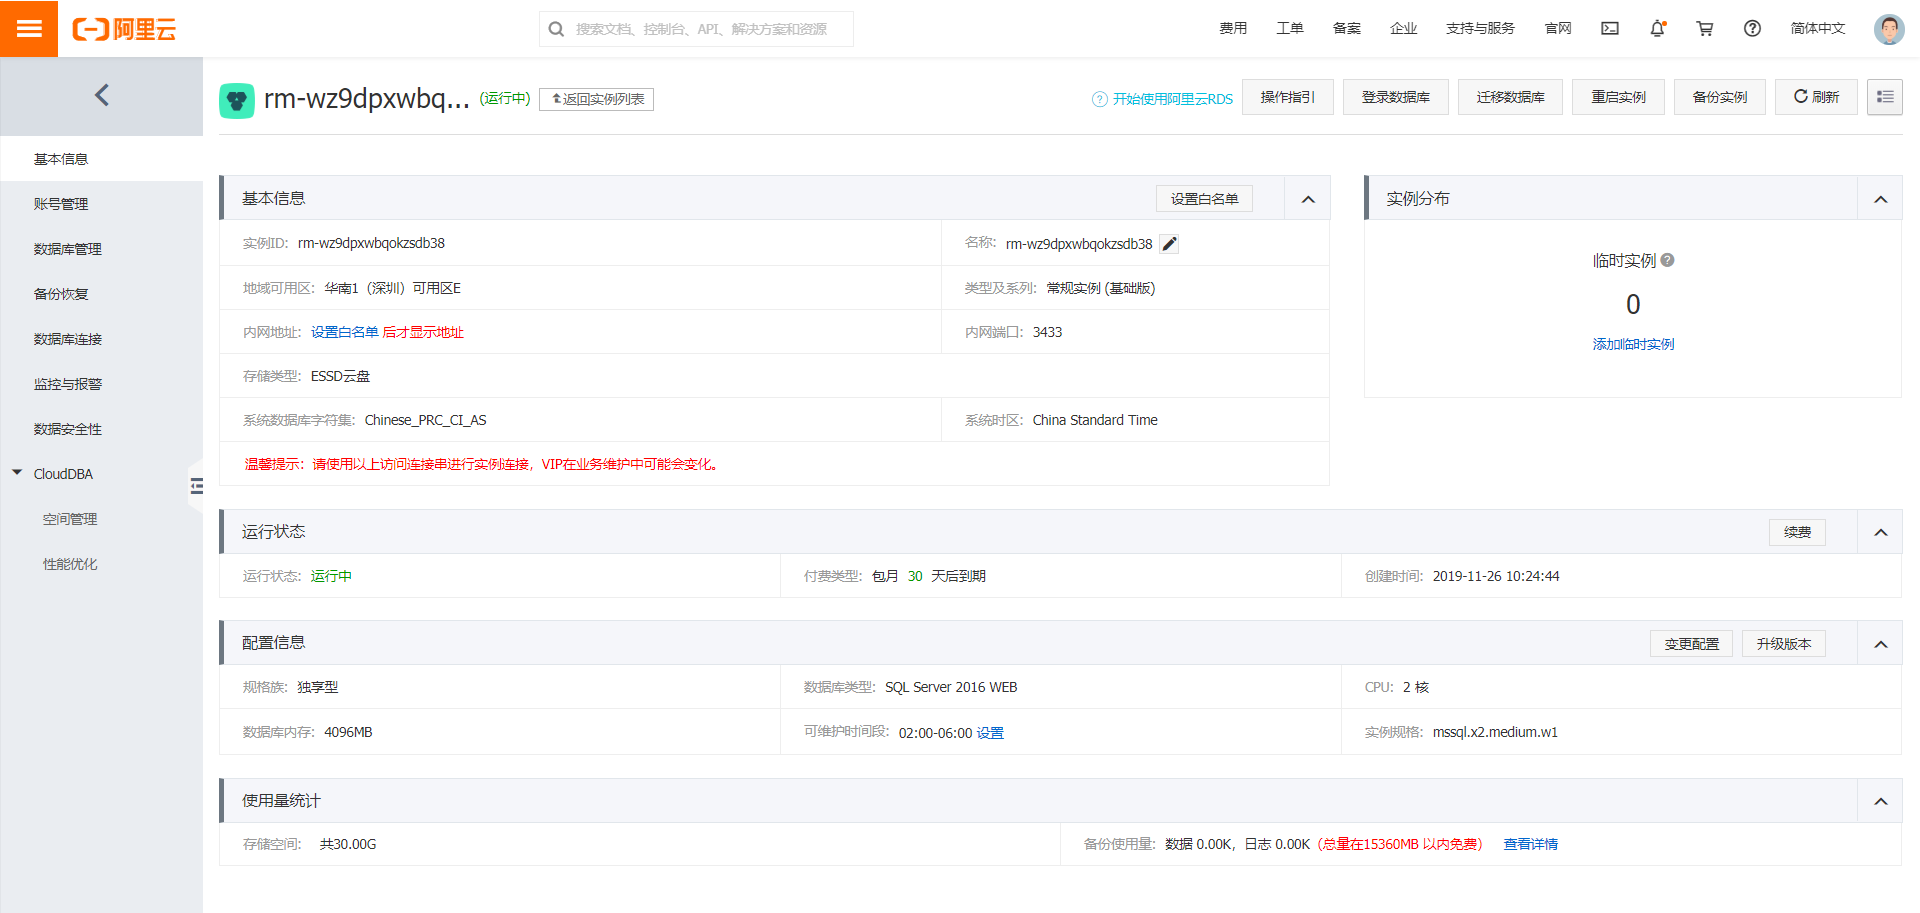 阿里云
搜索文档、控制台、API、解决方案和资源
费用 工单 备案 企业 支持与服务 官网 简体中文
rm-wz9dpxwbq... (运行中) 返回实例列表
开始使用阿里云RDS 操作指引 登录数据库 迁移数据库 重启实例 备份实例 刷新
基本信息
账号管理
数据库管理
备份恢复
数据库连接
监控与报警
数据安全性
CloudDBA
空间管理
性能优化
基本信息 设置白名单
实例ID: rm-wz9dpxwbqokzsdb38 名称: rm-wz9dpxwbqokzsdb38
地域可用区: 华南1（深圳）可用区E 类型及系列: 常规实例 (基础版)
内网地址: 设置白名单 后才显示地址 内网端口: 3433
存储类型: ESSD云盘
系统数据库字符集: Chinese_PRC_CI_AS 系统时区: China Standard Time
温馨提示：请使用以上访问连接串进行实例连接，VIP在业务维护中可能会变化。
实例分布
临时实例
0
添加临时实例
运行状态 续费
运行状态: 运行中 付费类型: 包月 30 天后到期 创建时间: 2019-11-26 10:24:44
配置信息 变更配置 升级版本
规格族: 独享型 数据库类型: SQL Server 2016 WEB CPU: 2 核
数据库内存: 4096MB 可维护时间段: 02:00-06:00 设置 实例规格: mssql.x2.medium.w1
使用量统计
存储空间: 共30.00G 备份使用量: 数据 0.00K，日志 0.00K（总量在15360MB 以内免费） 查看详情